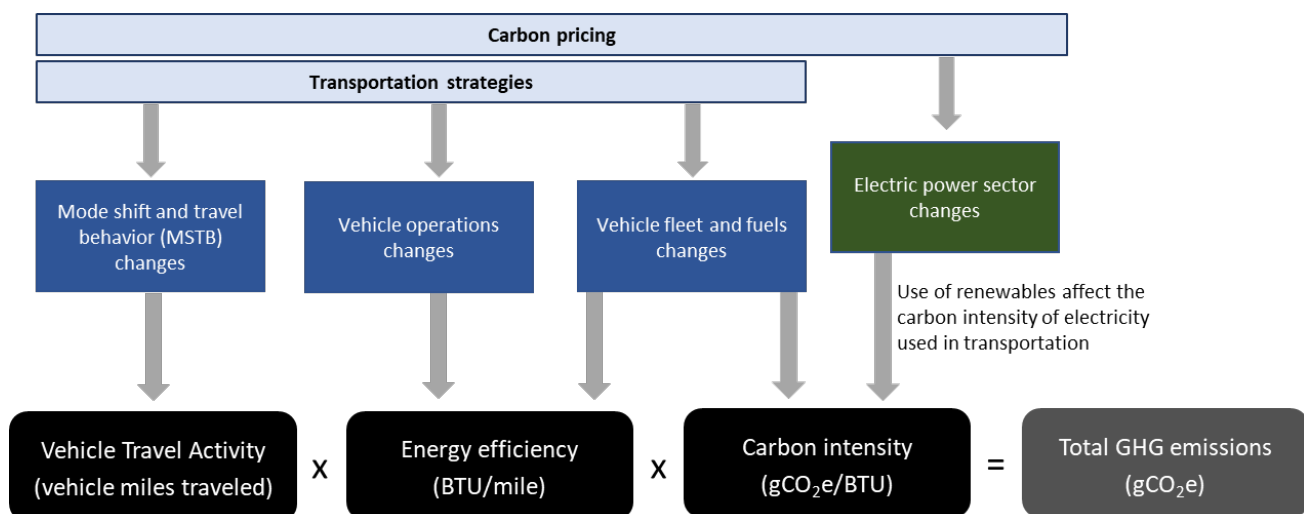 Carbon pricing
Transportation strategies
Mode shift and travel
behavior (MSTB)
changes
Vehicle operations
changes
Vehicle fleet and fuels
changes
Electric power sector
changes
Use of renewables affect the
carbon intensity of electricity
used in transportation
Vehicle Travel Activity
(vehicle miles traveled)
x
Energy efficiency
(BTU/mile)
x
Carbon intensity
(gCO₂e/BTU)
=
Total GHG emissions
(gCO₂e)